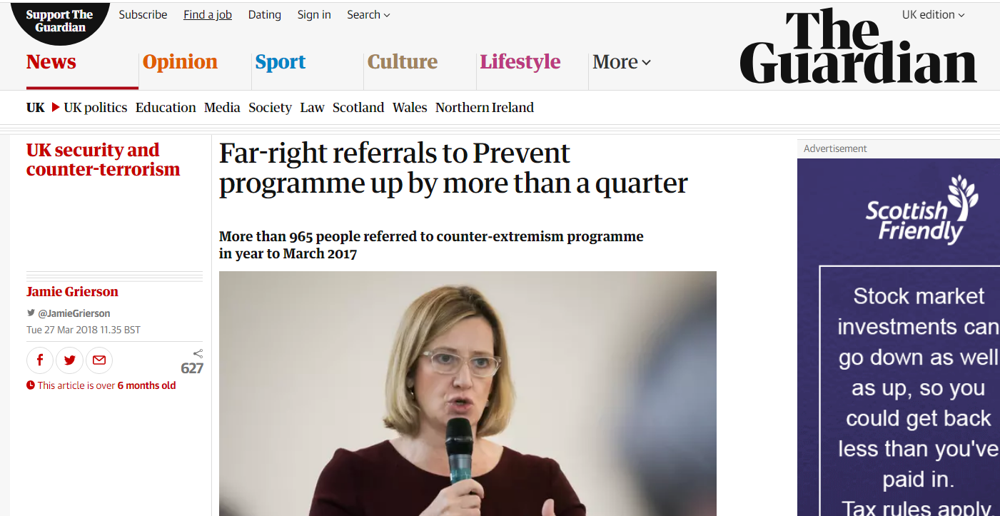 Support The
Guardian
Subscribe Find a job Dating Sign in Search
UK edition
The
Guardian
News Opinion Sport Culture Lifestyle More
UK UK politics Education Media Society Law Scotland Wales Northern Ireland
UK security and
counter-terrorism
Far-right referrals to Prevent
programme up by more than a quarter
More than 965 people referred to counter-extremism programme
in year to March 2017
Jamie Grierson
@JamieGrierson
Tue 27 Mar 2018 11.35 BST
627
This article is over 6 months old
Advertisement
Scottish
Friendly
Stock market
investments can
go down as well
as up, so you
could get back
less than you've
paid in.
Tax rules apply.